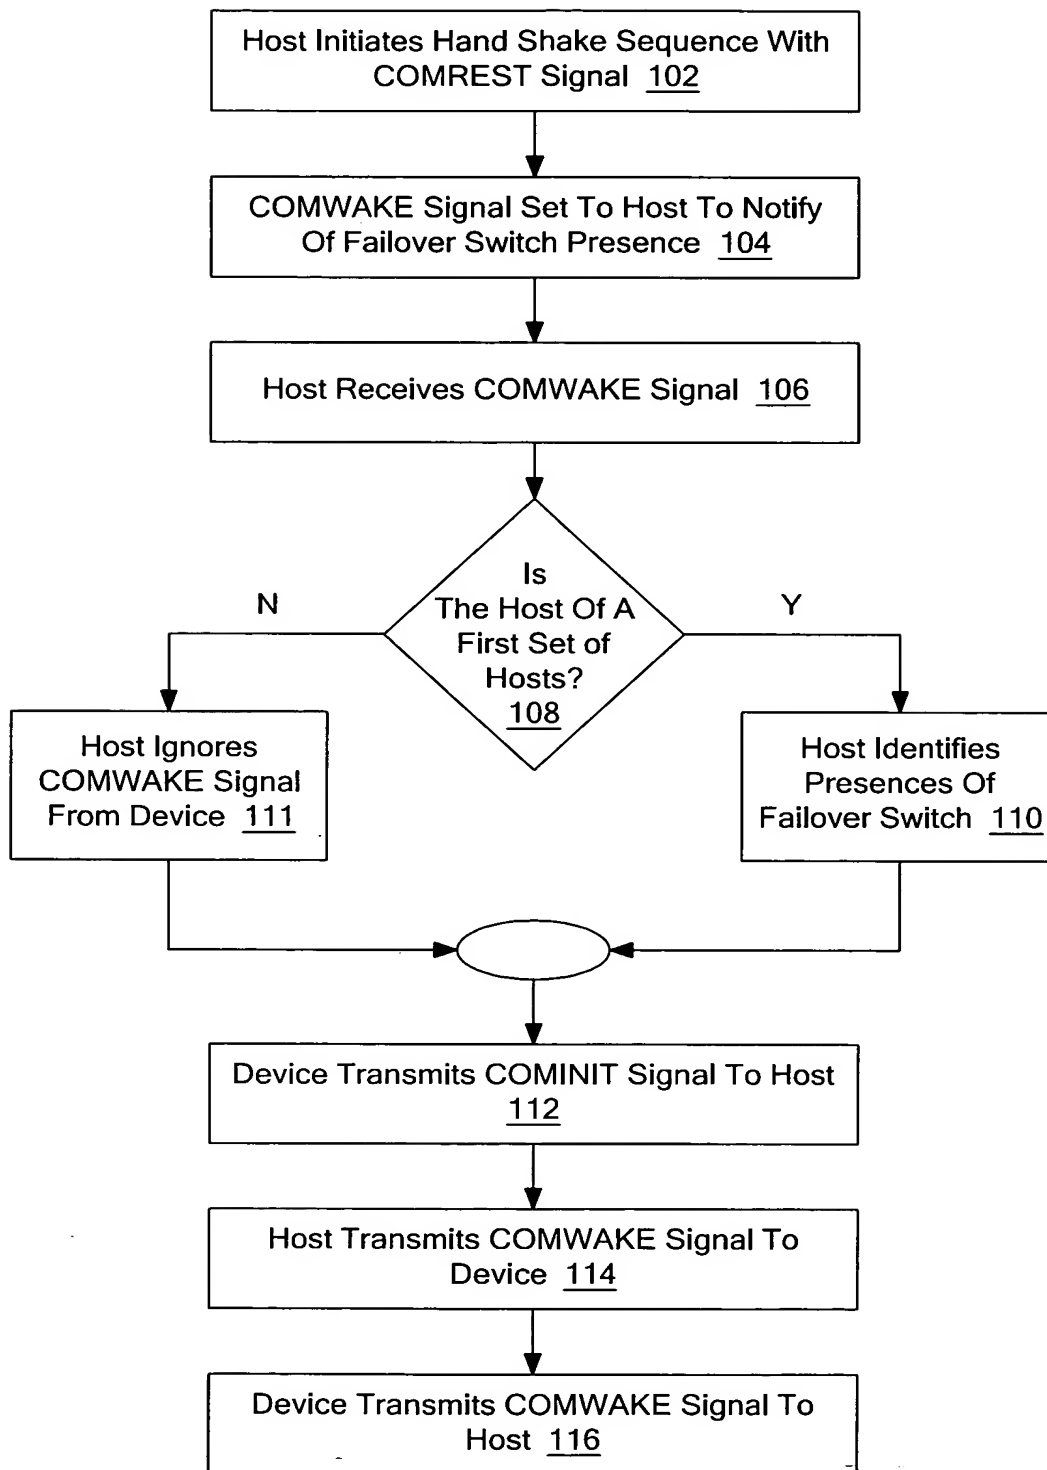 Host Initiates Hand Shake Sequence With
COMREST Signal 102
COMWAKE Signal Set To Host To Notify
Of Failover Switch Presence 104
Host Receives COMWAKE Signal 106
Is
The Host Of A
First Set of
Hosts?
108
N
Y
Host Ignores
COMWAKE Signal
From Device 111
Host Identifies
Presences Of
Failover Switch 110
Device Transmits COMINIT Signal To Host
112
Host Transmits COMWAKE Signal To
Device 114
Device Transmits COMWAKE Signal To
Host 116